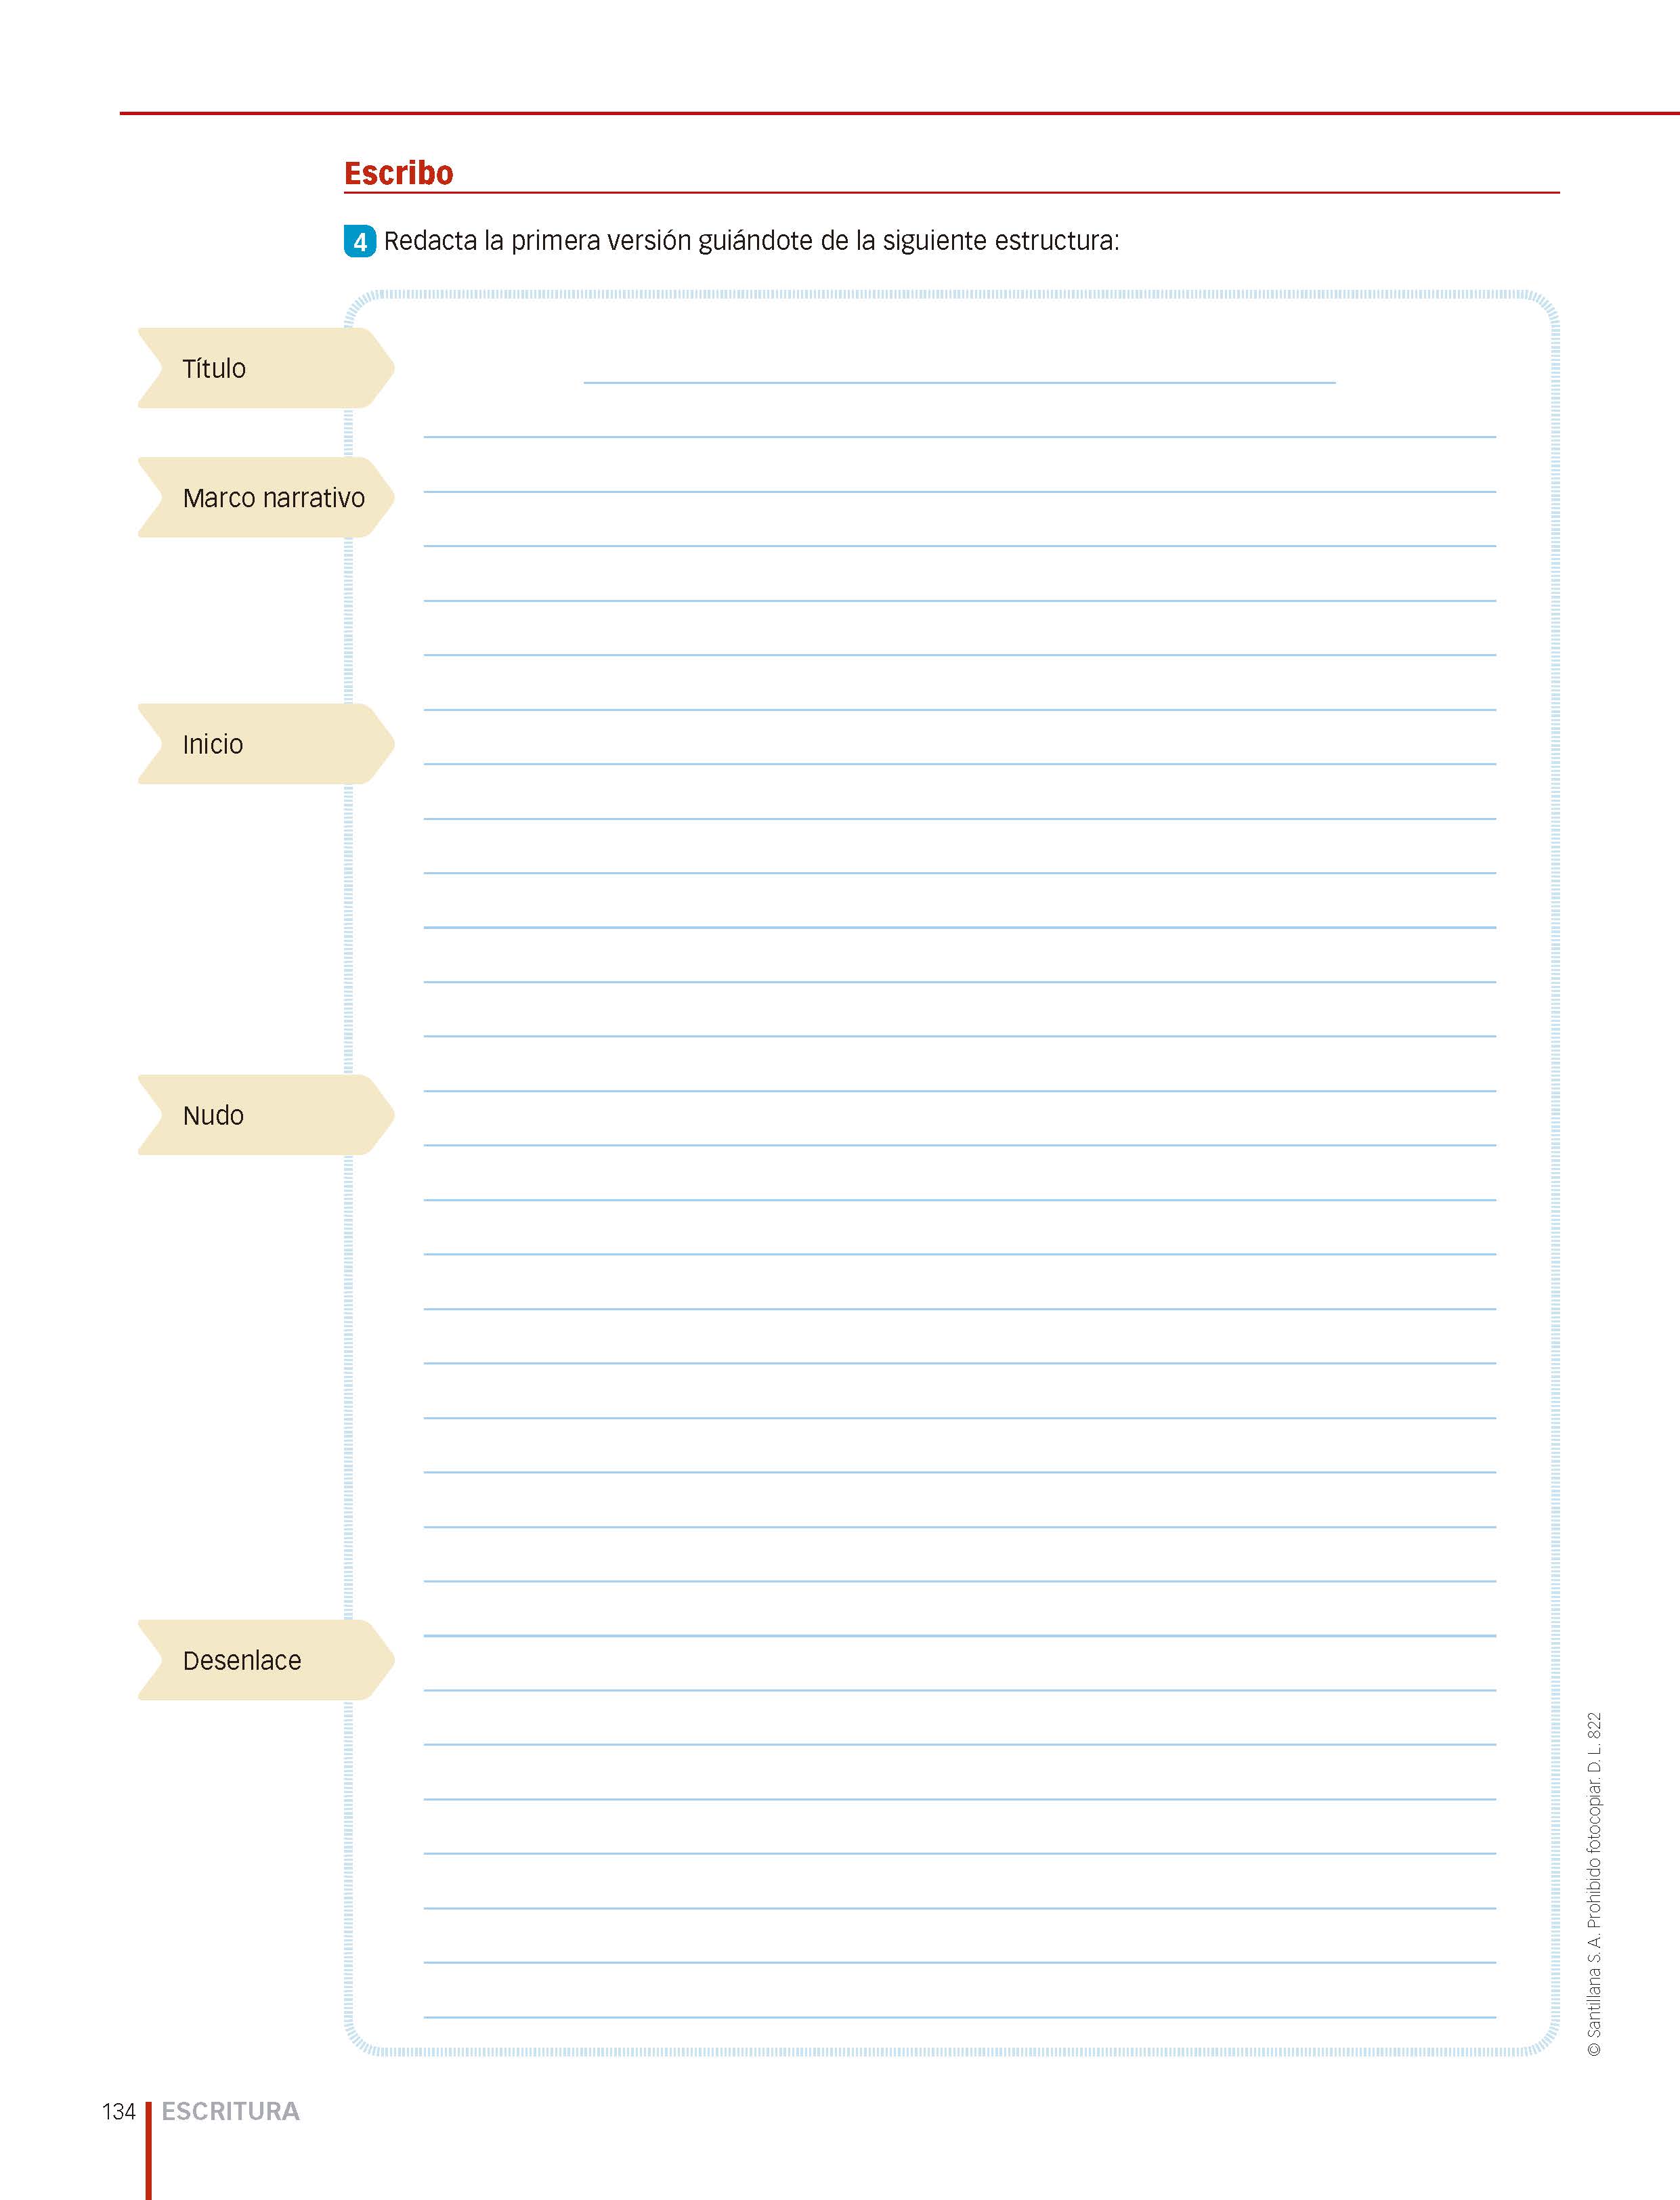 Escribo
4 Redacta la primera versión guiándote de la siguiente estructura:
Título
Marco narrativo
Inicio
Nudo
Desenlace
© Santillana S. A. Prohibido fotocopiar. D. L. 822
134 ESCRITURA